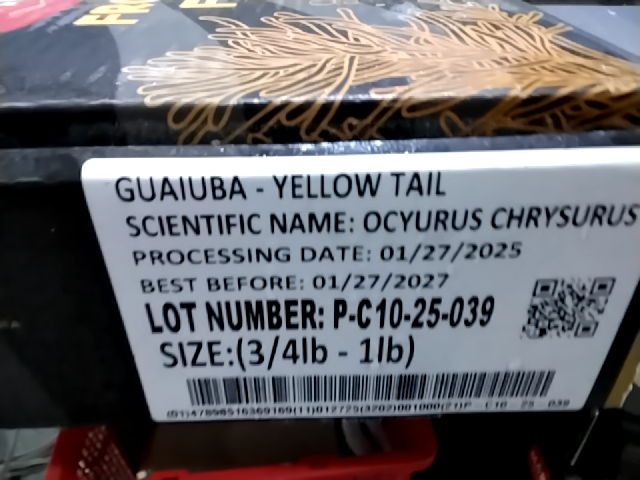 GUAIUBA - YELLOW TAIL
SCIENTIFIC NAME: OCYURUS CHRYSURUS
PROCESSING DATE: 01/27/2025
BEST BEFORE: 01/27/2027
LOT NUMBER: P-C10-25-039
SIZE:(3/4lb - 1lb)